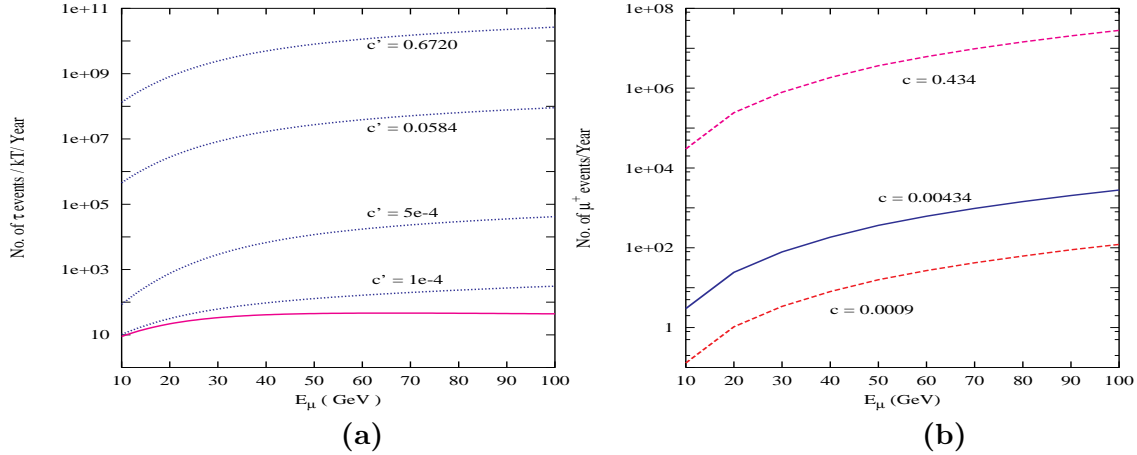 No. of τ events / kT/ Year
1e+11
1e+09
1e+07
1e+05
1e+03
10
c' = 0.6720
c' = 0.0584
c' = 5e-4
c' = 1e-4
10 20 30 40 50 60 70 80 90 100
E_μ ( GeV )
(a)
No. of μ⁺ events/Year
1e+08
1e+06
1e+04
1e+02
1
c = 0.434
c = 0.00434
c = 0.0009
10 20 30 40 50 60 70 80 90 100
E_μ (GeV)
(b)